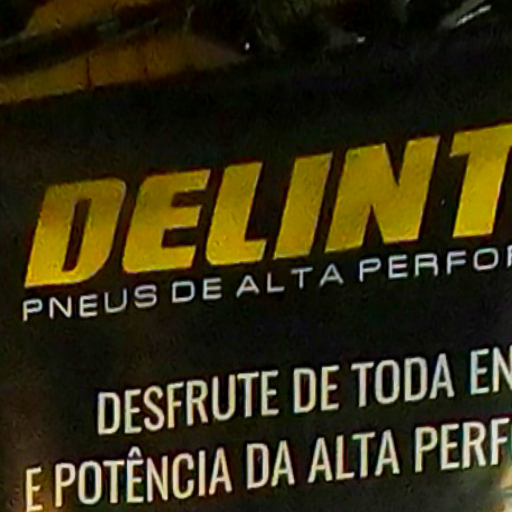 DELINT
PNEUS DE ALTA PERFO
DESFRUTE DE TODA EN
E POTÊNCIA DA ALTA PERF